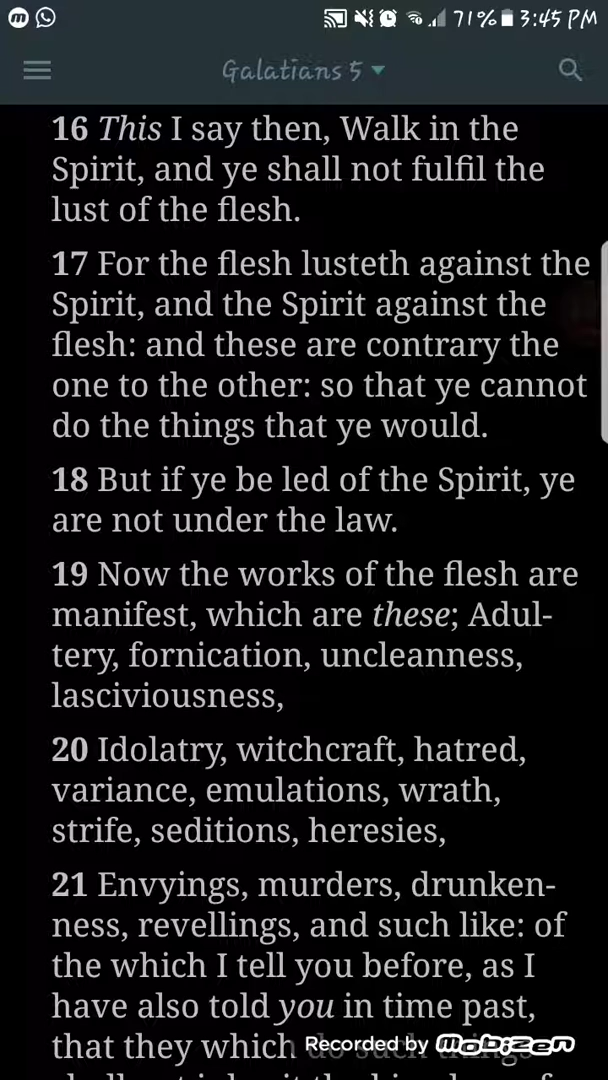 71% 3:45 PM
Galatians 5
16 This I say then, Walk in the
Spirit, and ye shall not fulfil the
lust of the flesh.
17 For the flesh lusteth against the
Spirit, and the Spirit against the
flesh: and these are contrary the
one to the other: so that ye cannot
do the things that ye would.
18 But if ye be led of the Spirit, ye
are not under the law.
19 Now the works of the flesh are
manifest, which are these; Adul-
tery, fornication, uncleanness,
lasciviousness,
20 Idolatry, witchcraft, hatred,
variance, emulations, wrath,
strife, seditions, heresies,
21 Envyings, murders, drunken-
ness, revellings, and such like: of
the which I tell you before, as I
have also told you in time past,
that they which do such things
Recorded by Mobizen